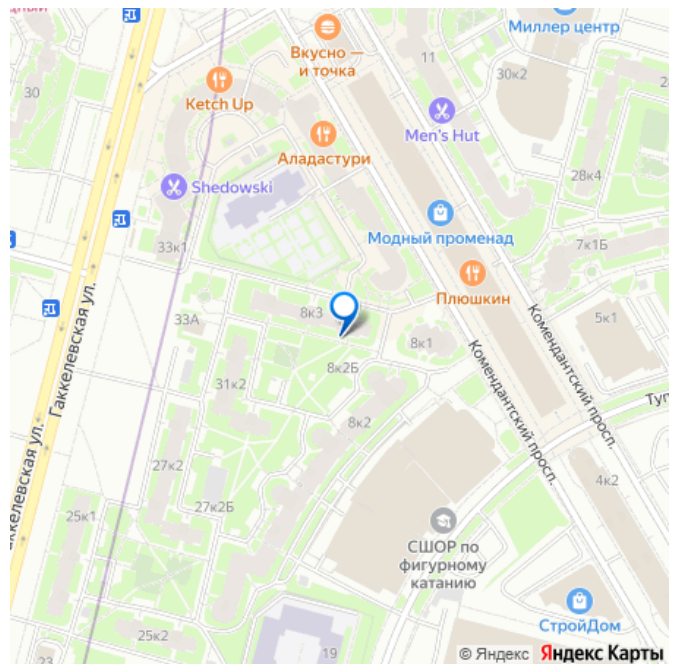 Миллер центр
Вкусно —
и точка
11
30к2
30
Ketch Up
Men's Hut
Аладастури
28к4
Shedowski
Модный променад
33к1
7к1Б
Плюшкин
8к3
33А
8к1
5к1
Гаккелевская ул.
Комендантский просп.
Комендантский просп.
31к2
8к2Б
8к2
27к2
4к2
27к2Б
25к1
СШОР по
фигурному
катанию
СтройДом
25к2
19
23
© Яндекс
Яндекс Карты